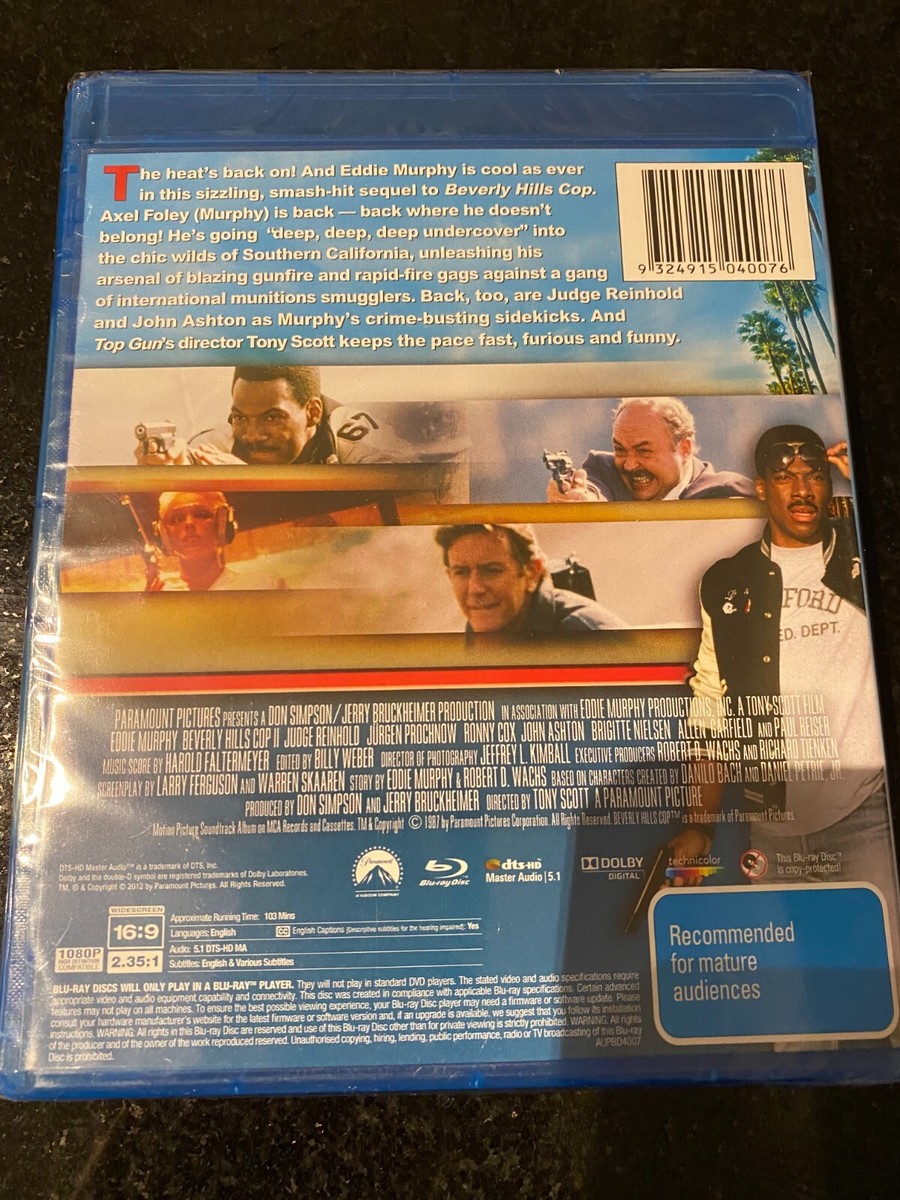 The heat's back on! And Eddie Murphy is cool as ever
in this sizzling, smash-hit sequel to Beverly Hills Cop.
Axel Foley (Murphy) is back — back where he doesn't
belong! He's going "deep, deep, deep undercover" into
the chic wilds of Southern California, unleashing his
arsenal of blazing gunfire and rapid-fire gags against a gang
of international munitions smugglers. Back, too, are Judge Reinhold
and John Ashton as Murphy's crime-busting sidekicks. And
Top Gun's director Tony Scott keeps the pace fast, furious and funny.
9 324915 040076
67
FORD
ED. DEPT.
PARAMOUNT PICTURES PRESENTS A DON SIMPSON/JERRY BRUCKHEIMER PRODUCTION IN ASSOCIATION WITH EDDIE MURPHY PRODUCTIONS, INC. A TONY SCOTT FILM
EDDIE MURPHY BEVERLY HILLS COP II JUDGE REINHOLD JÜRGEN PROCHNOW RONNY COX JOHN ASHTON BRIGITTE NIELSEN ALLEN GARFIELD AND PAUL REISER
MUSIC SCORE BY HAROLD FALTERMEYER EDITED BY BILLY WEBER DIRECTOR OF PHOTOGRAPHY JEFFREY L. KIMBALL EXECUTIVE PRODUCERS ROBERT D. WACHS AND RICHARD TIENKEN
SCREENPLAY BY LARRY FERGUSON AND WARREN SKAAREN STORY BY EDDIE MURPHY & ROBERT D. WACHS BASED ON CHARACTERS CREATED BY DANILO BACH AND DANIEL PETRIE, JR.
PRODUCED BY DON SIMPSON AND JERRY BRUCKHEIMER DIRECTED BY TONY SCOTT A PARAMOUNT PICTURE
Motion Picture Soundtrack Album on MCA Records and Cassettes. TM & Copyright © 1987 by Paramount Pictures Corporation. All Rights Reserved. BEVERLY HILLS COP™ is a trademark of Paramount Pictures.
DTS-HD Master Audio™ is a trademark of DTS, Inc.
Dolby and the double-D symbol are registered trademarks of Dolby Laboratories.
TM, ® & Copyright © 2012 by Paramount Pictures. All Rights Reserved.
Paramount
Blu-ray Disc
dts-HD
Master Audio | 5.1
DOLBY
DIGITAL
technicolor
This Blu-ray Disc™
is copy-protected!
WIDESCREEN
16:9
1080P
HIGH DEFINITION
COMPATIBLE
2.35:1
Approximate Running Time: 103 Mins
Languages: English
CC English Captions (Descriptive subtitles for the hearing impaired): Yes
Audio: 5.1 DTS-HD MA
Subtitles: English & Various Subtitles
Recommended
for mature
audiences
BLU-RAY DISCS WILL ONLY PLAY IN A BLU-RAY™ PLAYER. They will not play in standard DVD players. The stated video and audio specifications require
appropriate video and audio equipment capability and connectivity. This disc was created in compliance with applicable Blu-ray specifications. Certain advanced
features may not play on all machines. To ensure the best possible viewing experience, your Blu-ray Disc player may need a firmware or software update. Please
consult your hardware manufacturer's website for the latest firmware or software version and, if an upgrade is available, we suggest that you follow its installation
instructions. WARNING: All rights in this Blu-ray Disc are reserved and use of this Blu-ray Disc other than for private viewing is strictly prohibited. WARNING: All rights
of the producer and of the owner of the work reproduced reserved. Unauthorised copying, hiring, lending, public performance, radio or TV broadcasting of this Blu-ray
Disc is prohibited.
AUPBD4007